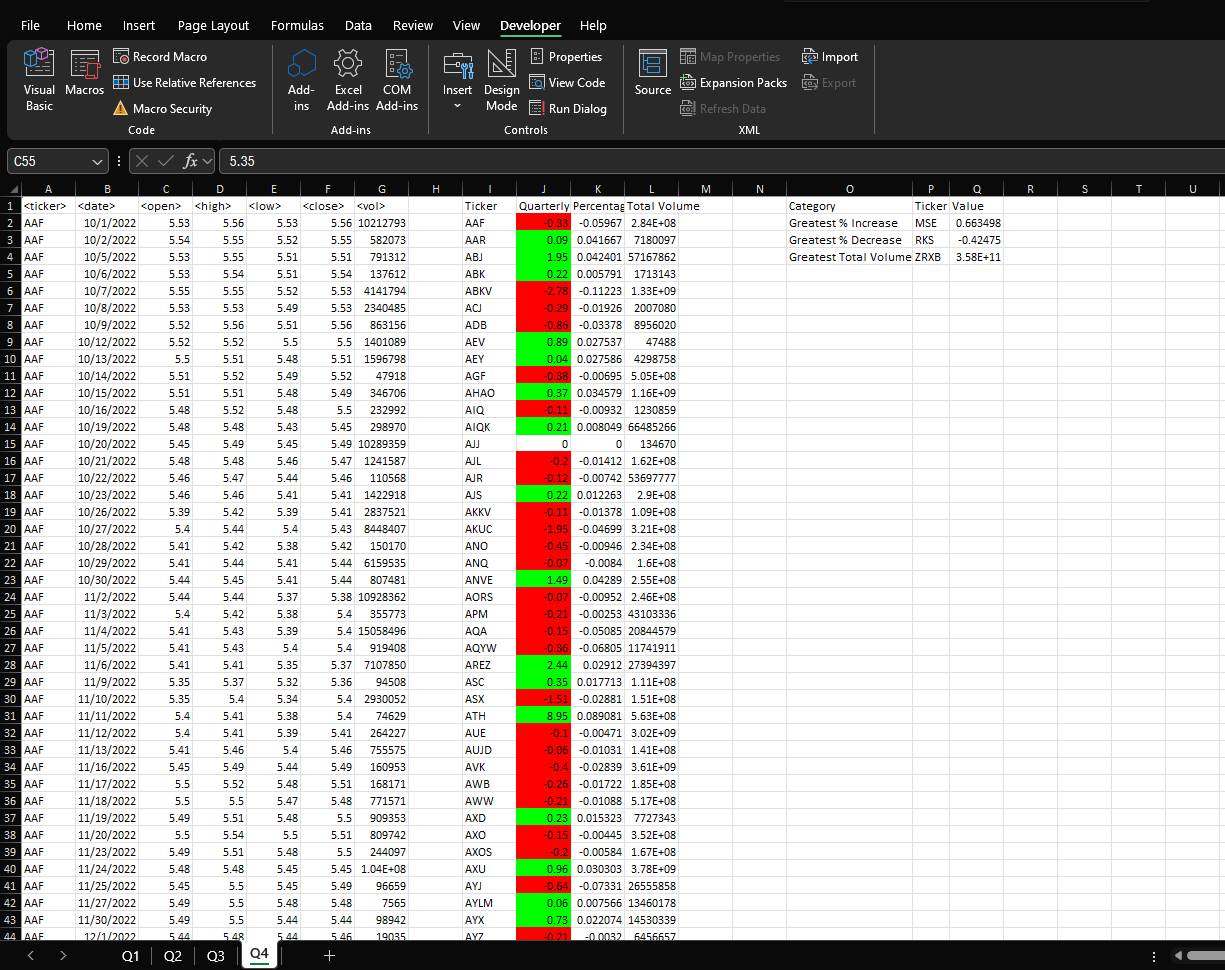 File Home Insert Page Layout Formulas Data Review View Developer Help
Visual Basic Macros Record Macro Use Relative References Macro Security Code
Add-ins Excel Add-ins COM Add-ins Add-ins
Insert Design Mode Properties View Code Run Dialog Controls
Source Map Properties Expansion Packs Refresh Data Import Export XML
C55 fx 5.35
A B C D E F G H I J K L M N O P Q R S T U
1 <ticker> <date> <open> <high> <low> <close> <vol> Ticker Quarterly Percentag Total Volume Category Ticker Value
2 AAF 10/1/2022 5.53 5.56 5.53 5.56 10212793 AAF -0.33 -0.05967 2.84E+08 Greatest % Increase MSE 0.663498
3 AAF 10/2/2022 5.54 5.55 5.52 5.55 582073 AAR 0.09 0.041667 7180097 Greatest % Decrease RKS -0.42475
4 AAF 10/5/2022 5.53 5.55 5.51 5.51 791312 ABJ 1.95 0.042401 57167862 Greatest Total Volume ZRXB 3.58E+11
5 AAF 10/6/2022 5.53 5.54 5.51 5.54 137612 ABK 0.22 0.005791 1713143
6 AAF 10/7/2022 5.55 5.55 5.52 5.53 4141794 ABKV -2.78 -0.11223 1.33E+09
7 AAF 10/8/2022 5.53 5.53 5.49 5.53 2340485 ACJ -0.29 -0.01926 2007080
8 AAF 10/9/2022 5.52 5.56 5.51 5.56 863156 ADB -0.86 -0.03378 8956020
9 AAF 10/12/2022 5.52 5.52 5.5 5.5 1401089 AEV 0.89 0.027537 47488
10 AAF 10/13/2022 5.5 5.51 5.48 5.51 1596798 AEY 0.04 0.027586 4298758
11 AAF 10/14/2022 5.51 5.52 5.49 5.52 47918 AGF -0.38 -0.00695 5.05E+08
12 AAF 10/15/2022 5.51 5.51 5.48 5.49 346706 AHAO 0.37 0.034579 1.16E+09
13 AAF 10/16/2022 5.48 5.52 5.48 5.5 232992 AIQ -0.11 -0.00932 1230859
14 AAF 10/19/2022 5.48 5.48 5.43 5.45 298970 AIQK 0.21 0.008049 66485266
15 AAF 10/20/2022 5.45 5.49 5.45 5.49 10289359 AJJ 0 0 134670
16 AAF 10/21/2022 5.48 5.48 5.46 5.47 1241587 AJL -0.2 -0.01412 1.62E+08
17 AAF 10/22/2022 5.46 5.47 5.44 5.46 110568 AJR -0.12 -0.00742 53697777
18 AAF 10/23/2022 5.46 5.46 5.41 5.41 1422918 AJS 0.22 0.012263 2.9E+08
19 AAF 10/26/2022 5.39 5.42 5.39 5.41 2837521 AKKV -0.11 -0.01378 1.09E+08
20 AAF 10/27/2022 5.4 5.44 5.4 5.43 8448407 AKUC -1.95 -0.04699 3.21E+08
21 AAF 10/28/2022 5.41 5.42 5.38 5.42 150170 ANO -0.45 -0.00946 2.34E+08
22 AAF 10/29/2022 5.41 5.44 5.41 5.44 6159535 ANQ -0.07 -0.0084 1.6E+08
23 AAF 10/30/2022 5.44 5.45 5.41 5.44 807481 ANVE 1.49 0.04289 2.55E+08
24 AAF 11/2/2022 5.44 5.44 5.37 5.38 10928362 AORS -0.07 -0.00952 2.46E+08
25 AAF 11/3/2022 5.4 5.42 5.38 5.4 355773 APM -0.21 -0.00253 43103336
26 AAF 11/4/2022 5.41 5.43 5.39 5.4 15058496 AQA -0.15 -0.05085 20844579
27 AAF 11/5/2022 5.41 5.43 5.4 5.4 919408 AQYW -0.36 -0.06805 11741911
28 AAF 11/6/2022 5.41 5.41 5.35 5.37 7107850 AREZ 2.44 0.02912 27394397
29 AAF 11/9/2022 5.35 5.37 5.32 5.36 94508 ASC 0.35 0.017713 1.11E+08
30 AAF 11/10/2022 5.35 5.4 5.34 5.4 2930052 ASX -1.51 -0.02881 1.51E+08
31 AAF 11/11/2022 5.4 5.41 5.38 5.4 74629 ATH 8.95 0.089081 5.63E+08
32 AAF 11/12/2022 5.4 5.41 5.39 5.41 264227 AUE -0.1 -0.00471 3.02E+09
33 AAF 11/13/2022 5.41 5.46 5.4 5.46 755575 AUJD -0.06 -0.01031 1.41E+08
34 AAF 11/16/2022 5.45 5.49 5.44 5.49 160953 AVK -0.4 -0.02839 3.61E+09
35 AAF 11/17/2022 5.5 5.52 5.48 5.51 168171 AWB -0.26 -0.01722 1.85E+08
36 AAF 11/18/2022 5.5 5.5 5.47 5.48 771571 AWW -0.21 -0.01088 5.17E+08
37 AAF 11/19/2022 5.49 5.51 5.48 5.5 909353 AXD 0.23 0.015323 7727343
38 AAF 11/20/2022 5.5 5.54 5.5 5.51 809742 AXO -0.15 -0.00445 3.52E+08
39 AAF 11/23/2022 5.49 5.51 5.48 5.5 244097 AXOS -0.2 -0.00584 1.67E+08
40 AAF 11/24/2022 5.48 5.48 5.45 5.45 1.04E+08 AXU 0.96 0.030303 3.78E+09
41 AAF 11/25/2022 5.45 5.5 5.45 5.49 96659 AYJ -0.64 -0.07331 26555858
42 AAF 11/27/2022 5.49 5.5 5.48 5.48 7565 AYLM 0.06 0.007566 13460178
43 AAF 11/30/2022 5.49 5.5 5.44 5.44 98942 AYX 0.73 0.022074 14530339
44 AAF 12/1/2022 5.44 5.48 5.44 5.46 19035 AYZ -0.21 -0.0032 6456657
Q1 Q2 Q3 Q4